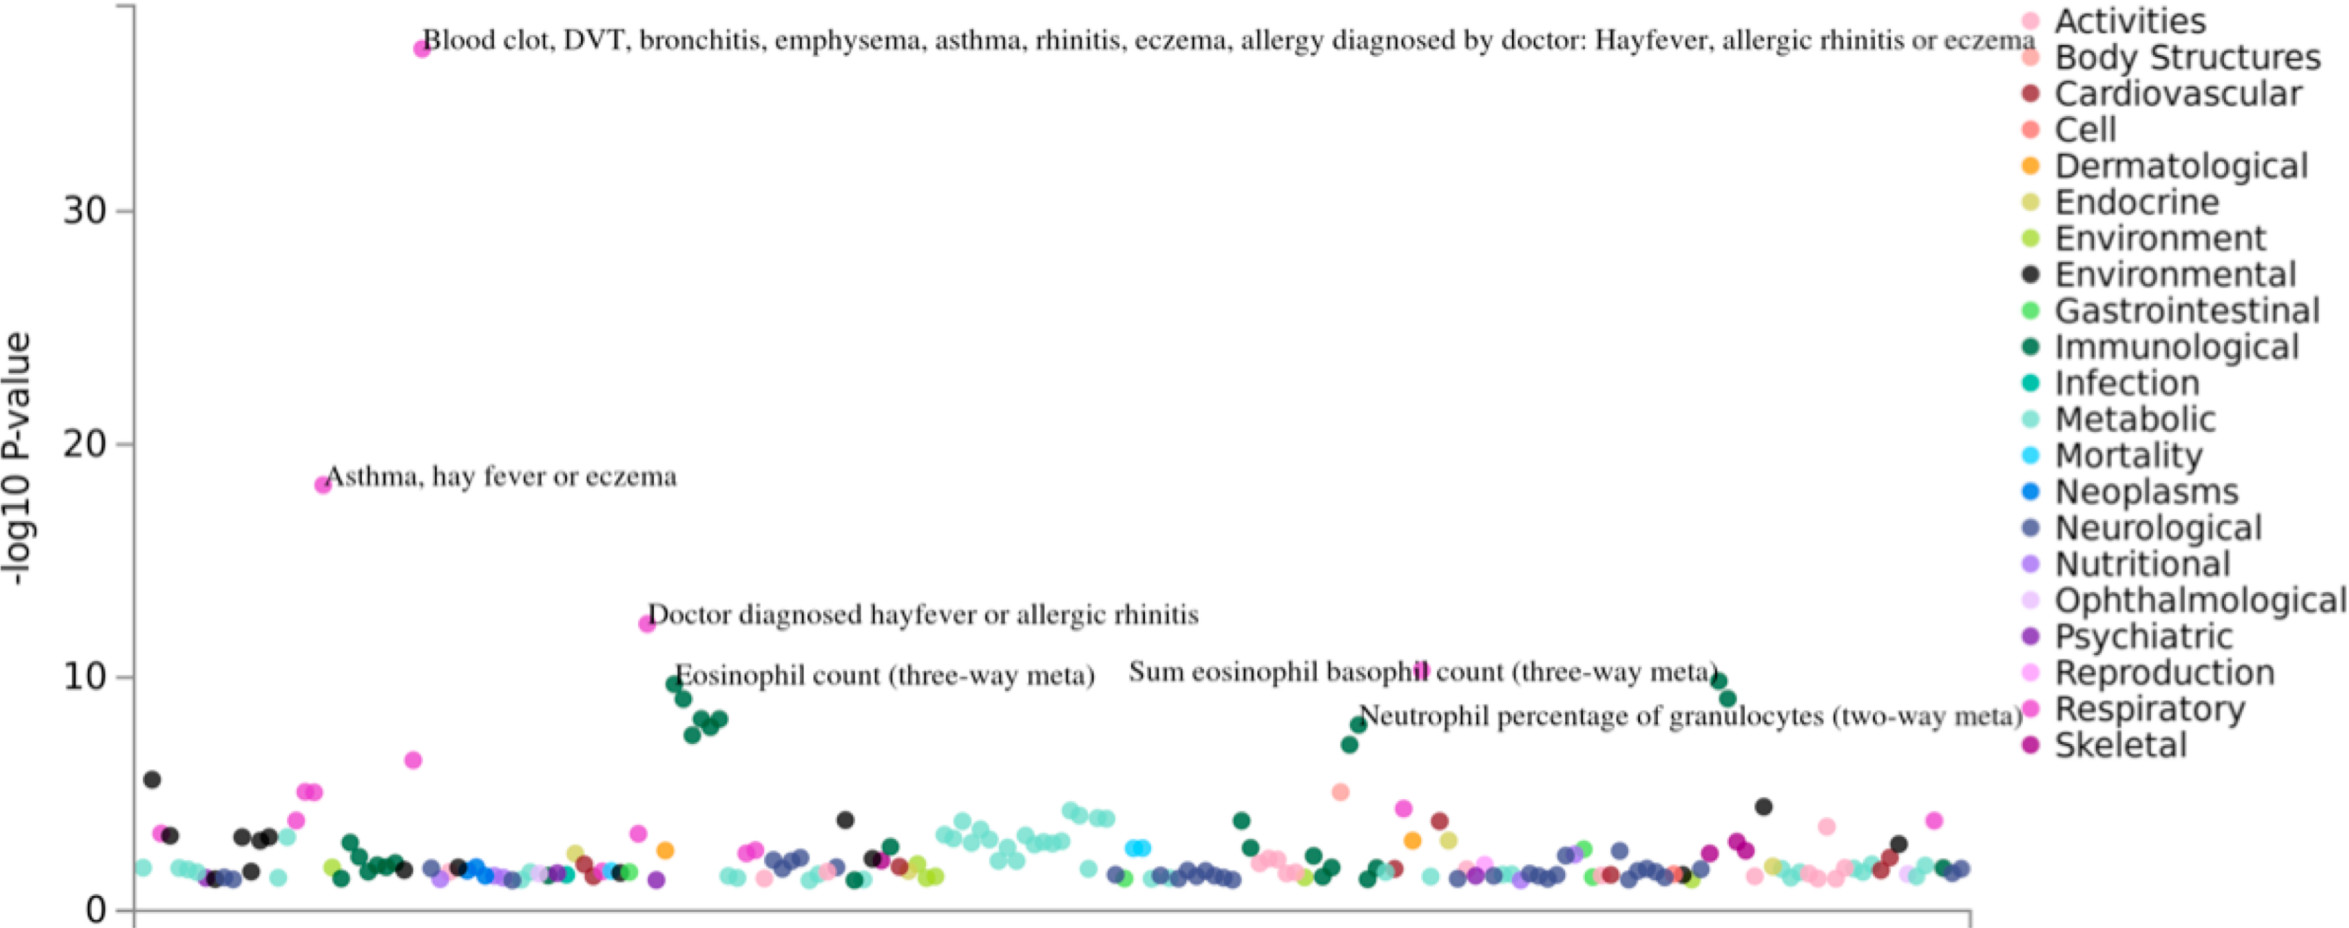 Blood clot, DVT, bronchitis, emphysema, asthma, rhinitis, eczema, allergy diagnosed by doctor: Hayfever, allergic rhinitis or eczema
30
20
10
0
-log10 P-value
Asthma, hay fever or eczema
Doctor diagnosed hayfever or allergic rhinitis
Eosinophil count (three-way meta)
Sum eosinophil basophil count (three-way meta)
Neutrophil percentage of granulocytes (two-way meta)
Activities
Body Structures
Cardiovascular
Cell
Dermatological
Endocrine
Environment
Environmental
Gastrointestinal
Immunological
Infection
Metabolic
Mortality
Neoplasms
Neurological
Nutritional
Ophthalmological
Psychiatric
Reproduction
Respiratory
Skeletal